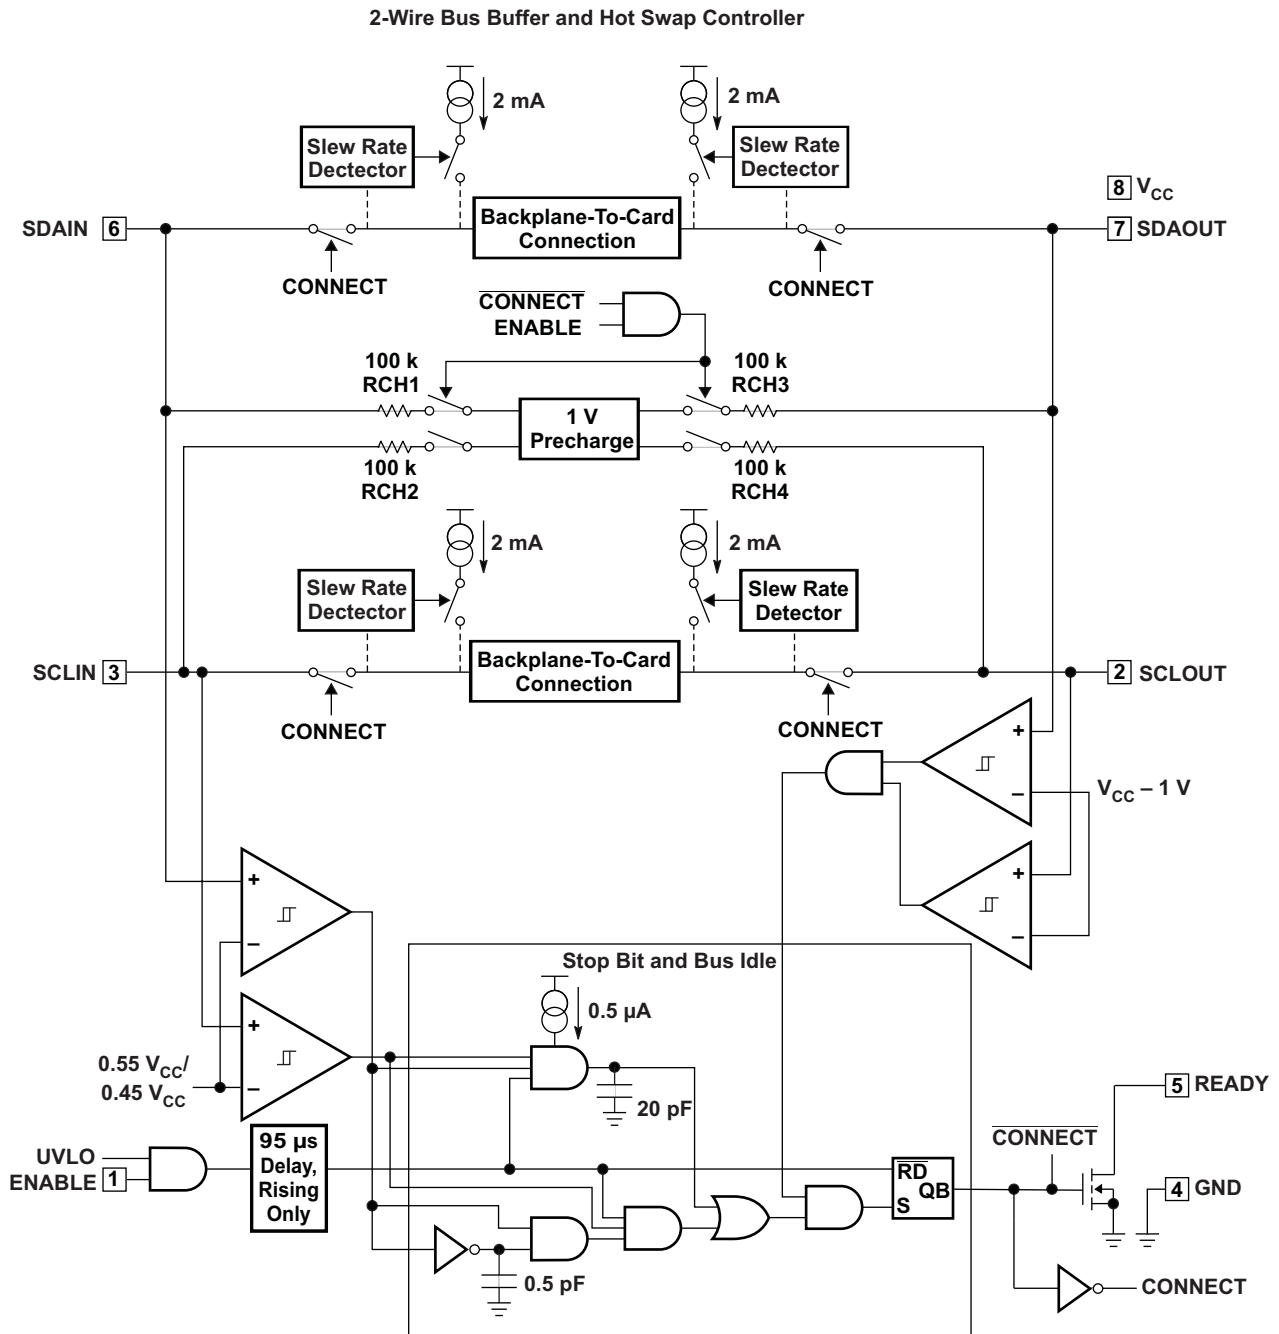 2-Wire Bus Buffer and Hot Swap Controller
2 mA
2 mA
Slew Rate
Dectector
Slew Rate
Dectector
8 VCC
SDAIN 6
Backplane-To-Card
Connection
7 SDAOUT
CONNECT
CONNECT
CONNECT
ENABLE
100 k
RCH1
100 k
RCH3
1 V
Precharge
100 k
RCH2
100 k
RCH4
2 mA
2 mA
Slew Rate
Dectector
Slew Rate
Detector
SCLIN 3
Backplane-To-Card
Connection
2 SCLOUT
CONNECT
CONNECT
+
–
VCC – 1 V
+
–
+
–
Stop Bit and Bus Idle
0.5 µA
+
–
0.55 VCC/
0.45 VCC
20 pF
5 READY
UVLO
ENABLE 1
95 µs
Delay,
Rising
Only
CONNECT
RD
QB
S
4 GND
0.5 pF
CONNECT